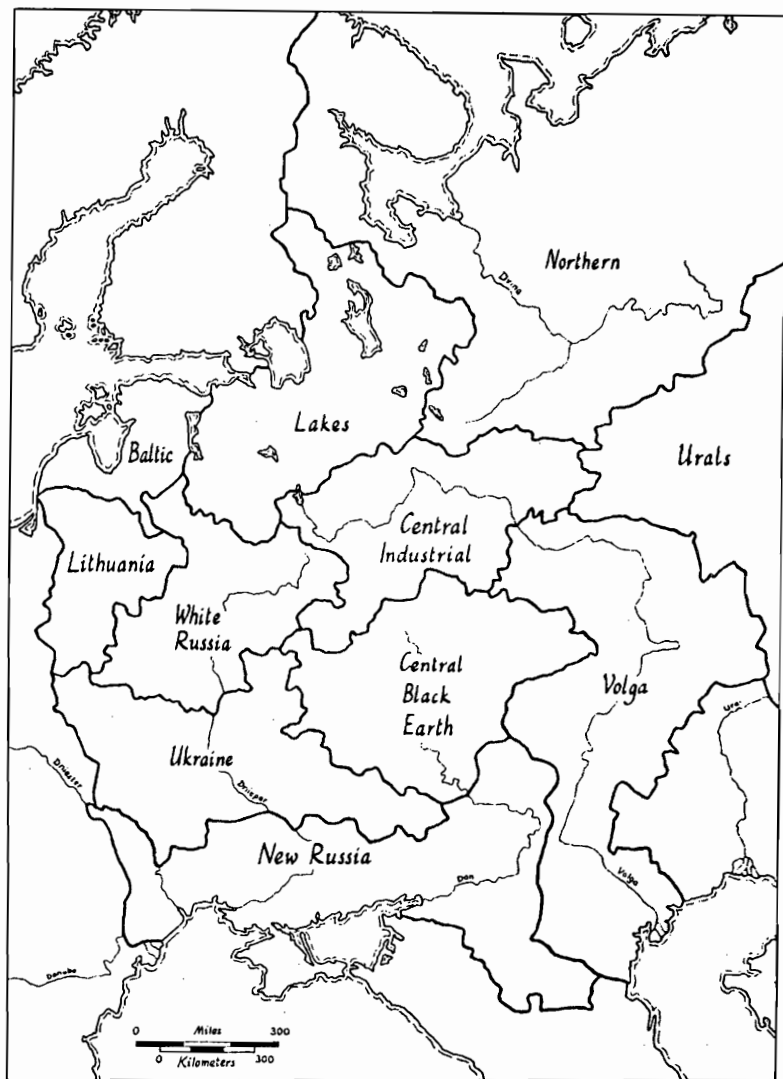 Northern
Dvina
Lakes
Baltic
Urals
Central
Industrial
Lithuania
White
Russia
Central
Black
Earth
Volga
Ural
Ukraine
Dniester
Dnieper
New Russia
Don
Volga
Danube
0 Miles 300
0 Kilometers 300